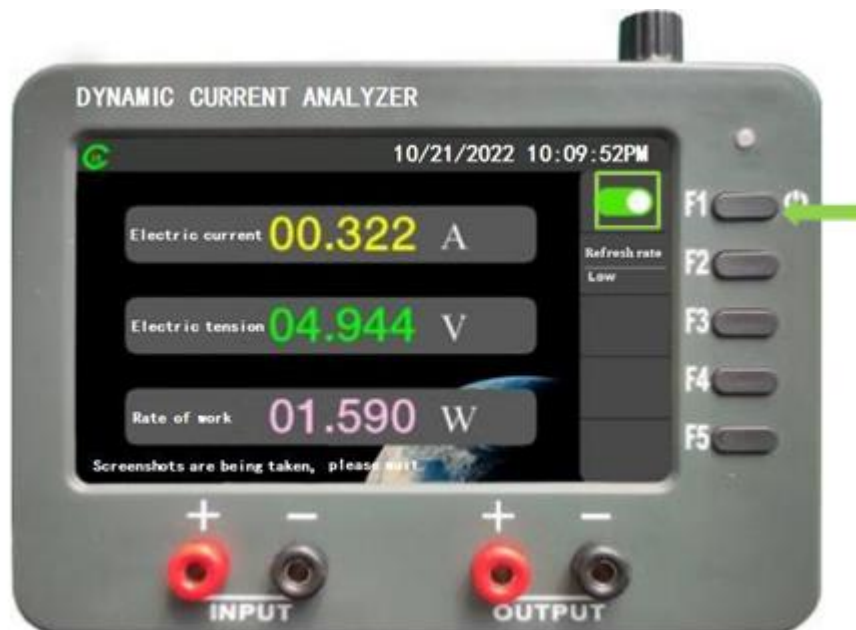 DYNAMIC CURRENT ANALYZER
10/21/2022 10:09:52PM
Electric current 00.322 A
Refresh rate
Low
Electric tension 04.944 V
Rate of work 01.590 W
Screenshots are being taken, please wait
F1
F2
F3
F4
F5
+ − + −
INPUT OUTPUT